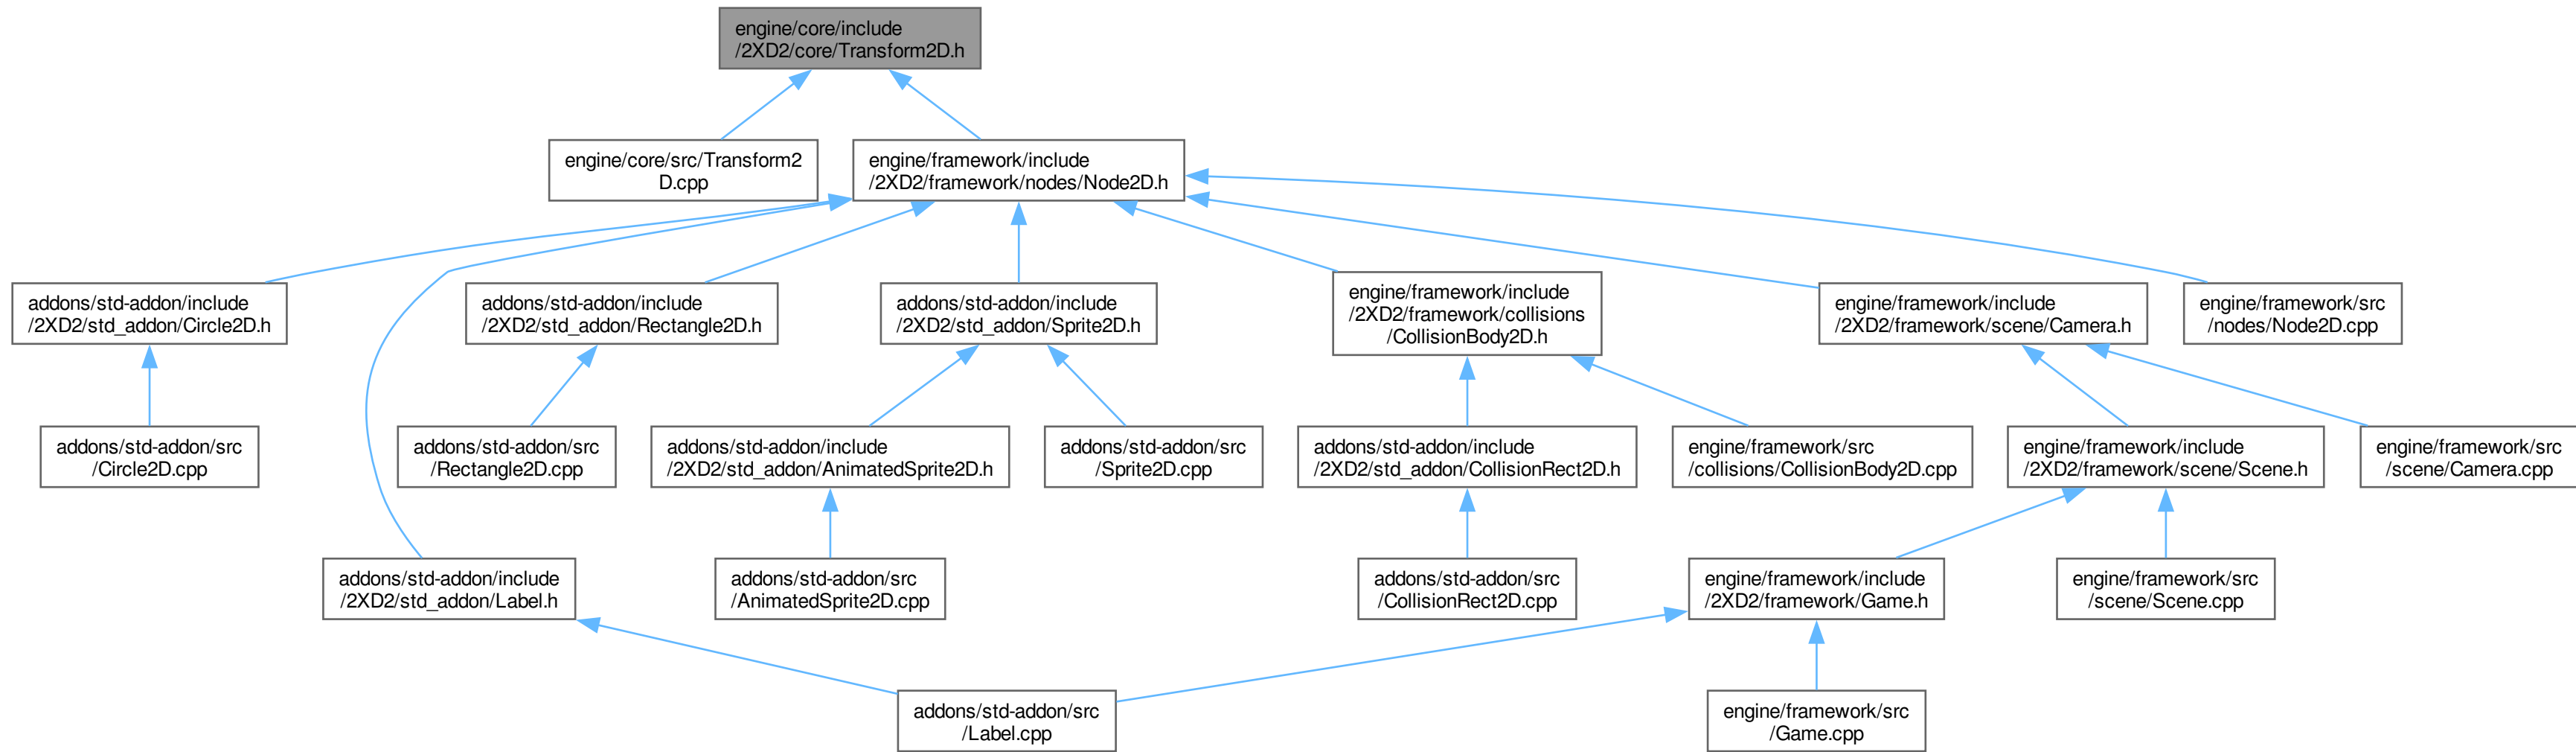 engine/core/include
/2XD2/core/Transform2D.h
engine/core/src/Transform2
D.cpp
engine/framework/include
/2XD2/framework/nodes/Node2D.h
addons/std-addon/include
/2XD2/std_addon/Circle2D.h
addons/std-addon/include
/2XD2/std_addon/Rectangle2D.h
addons/std-addon/include
/2XD2/std_addon/Sprite2D.h
engine/framework/include
/2XD2/framework/collisions
/CollisionBody2D.h
engine/framework/include
/2XD2/framework/scene/Camera.h
engine/framework/src
/nodes/Node2D.cpp
addons/std-addon/src
/Circle2D.cpp
addons/std-addon/src
/Rectangle2D.cpp
addons/std-addon/include
/2XD2/std_addon/AnimatedSprite2D.h
addons/std-addon/src
/Sprite2D.cpp
addons/std-addon/include
/2XD2/std_addon/CollisionRect2D.h
engine/framework/src
/collisions/CollisionBody2D.cpp
engine/framework/include
/2XD2/framework/scene/Scene.h
engine/framework/src
/scene/Camera.cpp
addons/std-addon/include
/2XD2/std_addon/Label.h
addons/std-addon/src
/AnimatedSprite2D.cpp
addons/std-addon/src
/CollisionRect2D.cpp
engine/framework/include
/2XD2/framework/Game.h
engine/framework/src
/scene/Scene.cpp
addons/std-addon/src
/Label.cpp
engine/framework/src
/Game.cpp